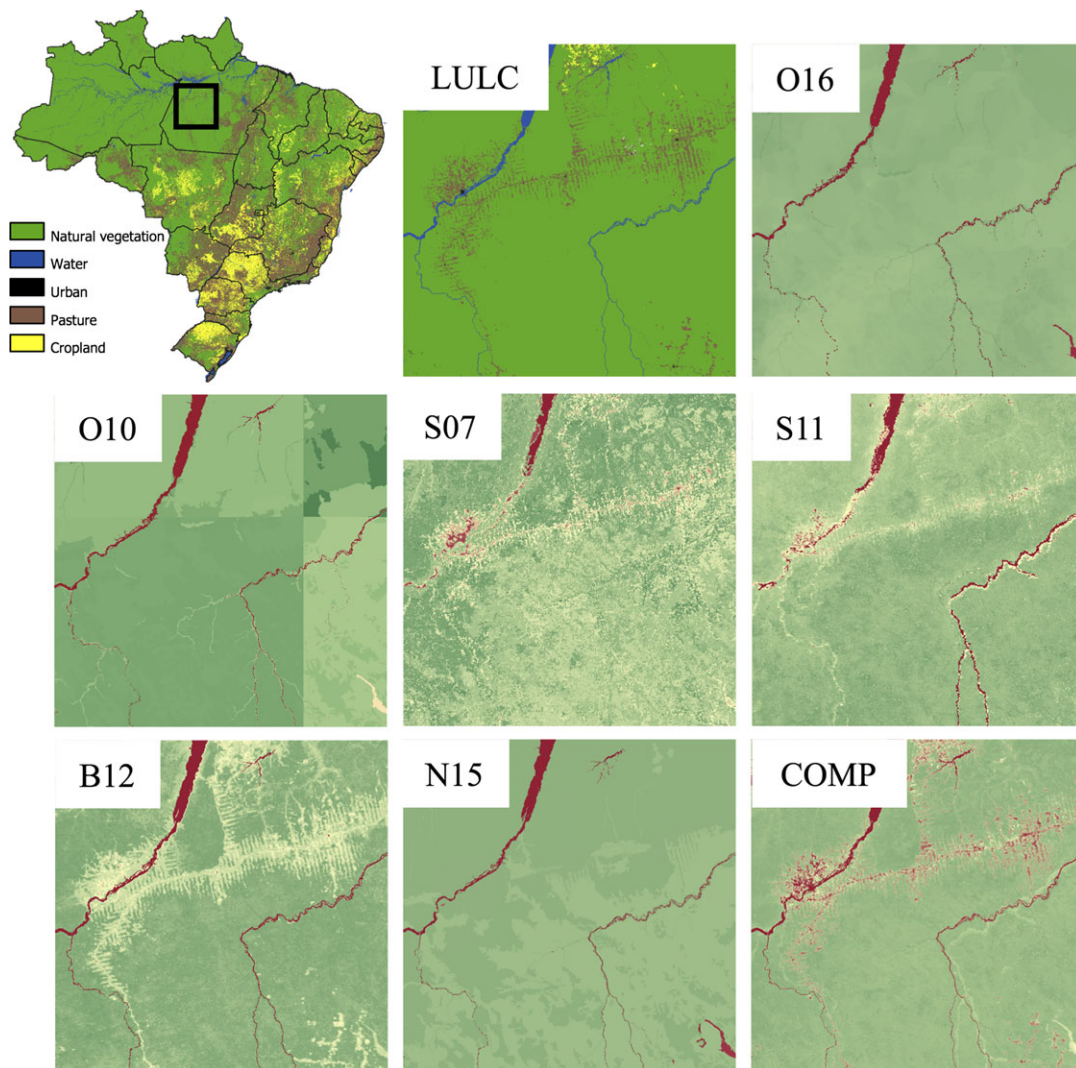 LULC
O16
Natural vegetation
Water
Urban
Pasture
Cropland
O10
S07
S11
B12
N15
COMP